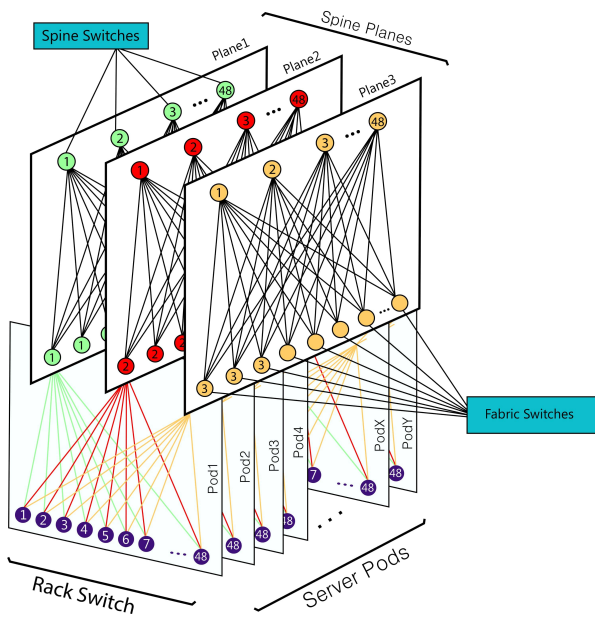 Spine Planes
Spine Switches
Plane1
Plane2
Plane3
1
2
3
...
48
1
2
3
...
48
1
2
3
...
48
1
1
2
2
2
3
3
3
...
Fabric Switches
1
2
3
4
5
6
7
...
48
48
48
48
7
...
48
48
Pod1
Pod2
Pod3
Pod4
PodX
PodY
...
Rack Switch
Server Pods